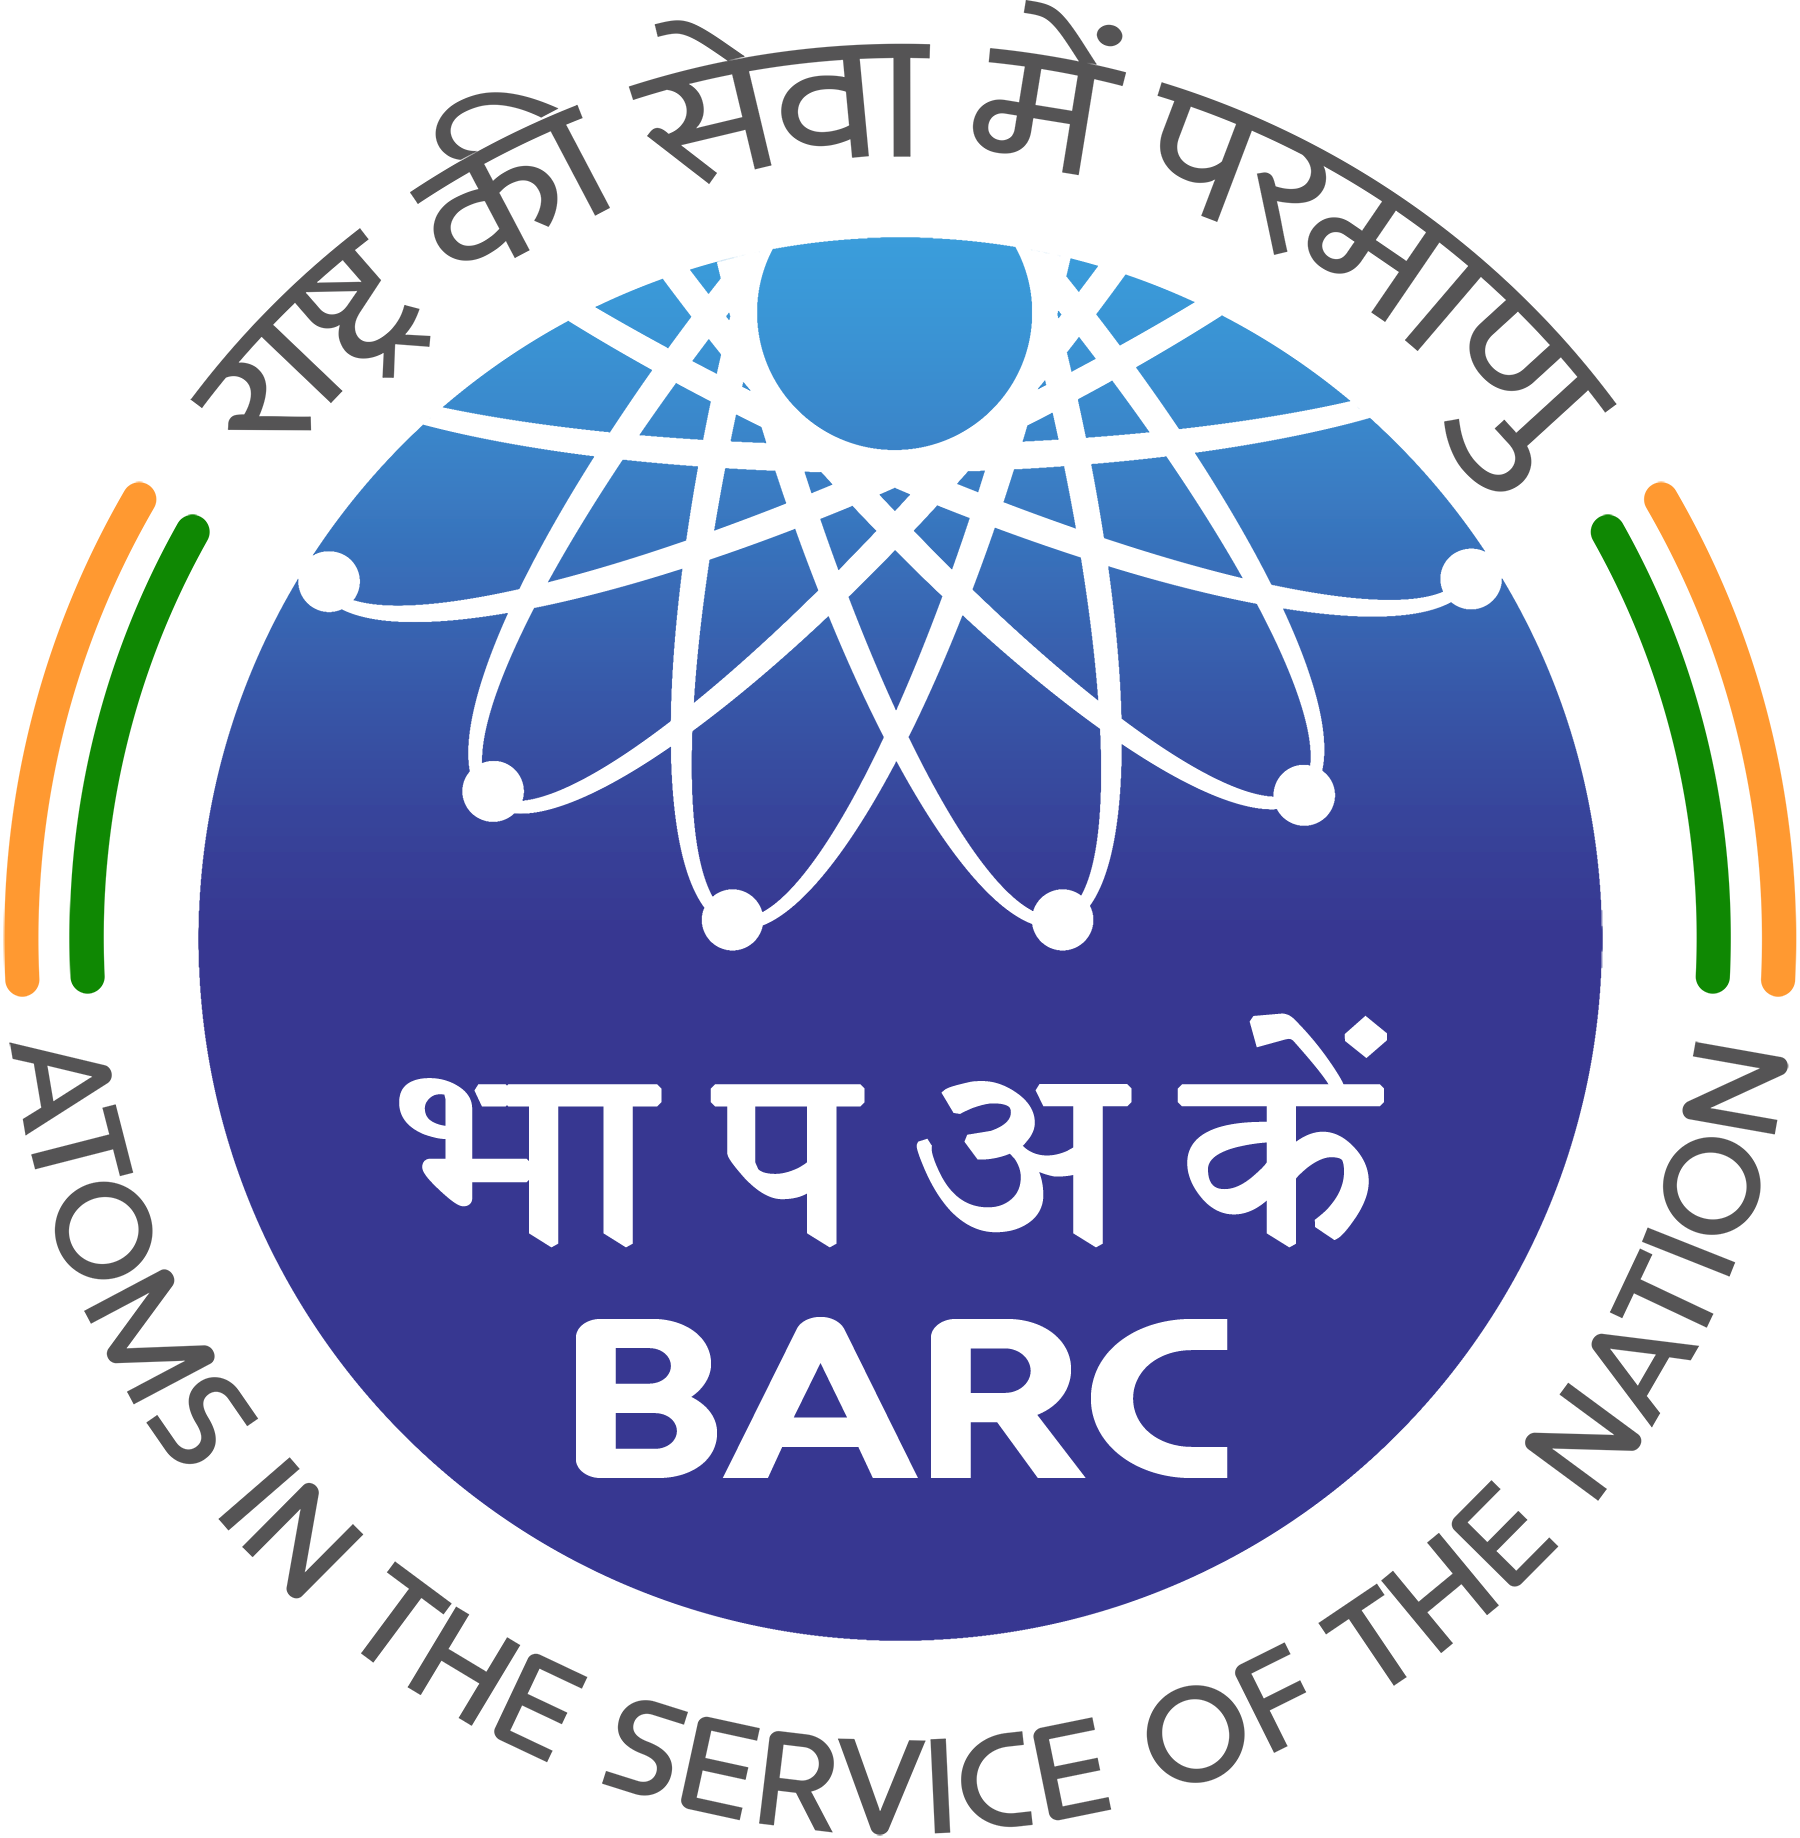 राष्ट्र की सेवा में परमाणु
भा प अ कें
BARC
ATOMS IN THE SERVICE OF THE NATION